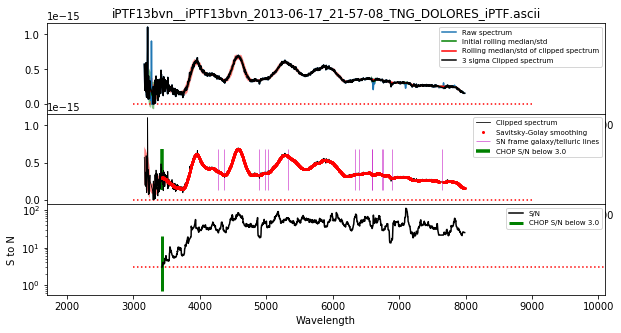 iPTF13bvn__iPTF13bvn_2013-06-17_21-57-08_TNG_DOLORES_iPTF.ascii
1e−15
1.0
0.5
0.0
Raw spectrum
Initial rolling median/std
Rolling median/std of clipped spectrum
3 sigma Clipped spectrum
1e−15
1.0
0.5
0.0
Clipped spectrum
Savitsky-Golay smoothing
SN frame galaxy/telluric lines
CHOP S/N below 3.0
S to N
10²
10¹
10⁰
S/N
CHOP S/N below 3.0
2000 3000 4000 5000 6000 7000 8000 9000 10000
Wavelength